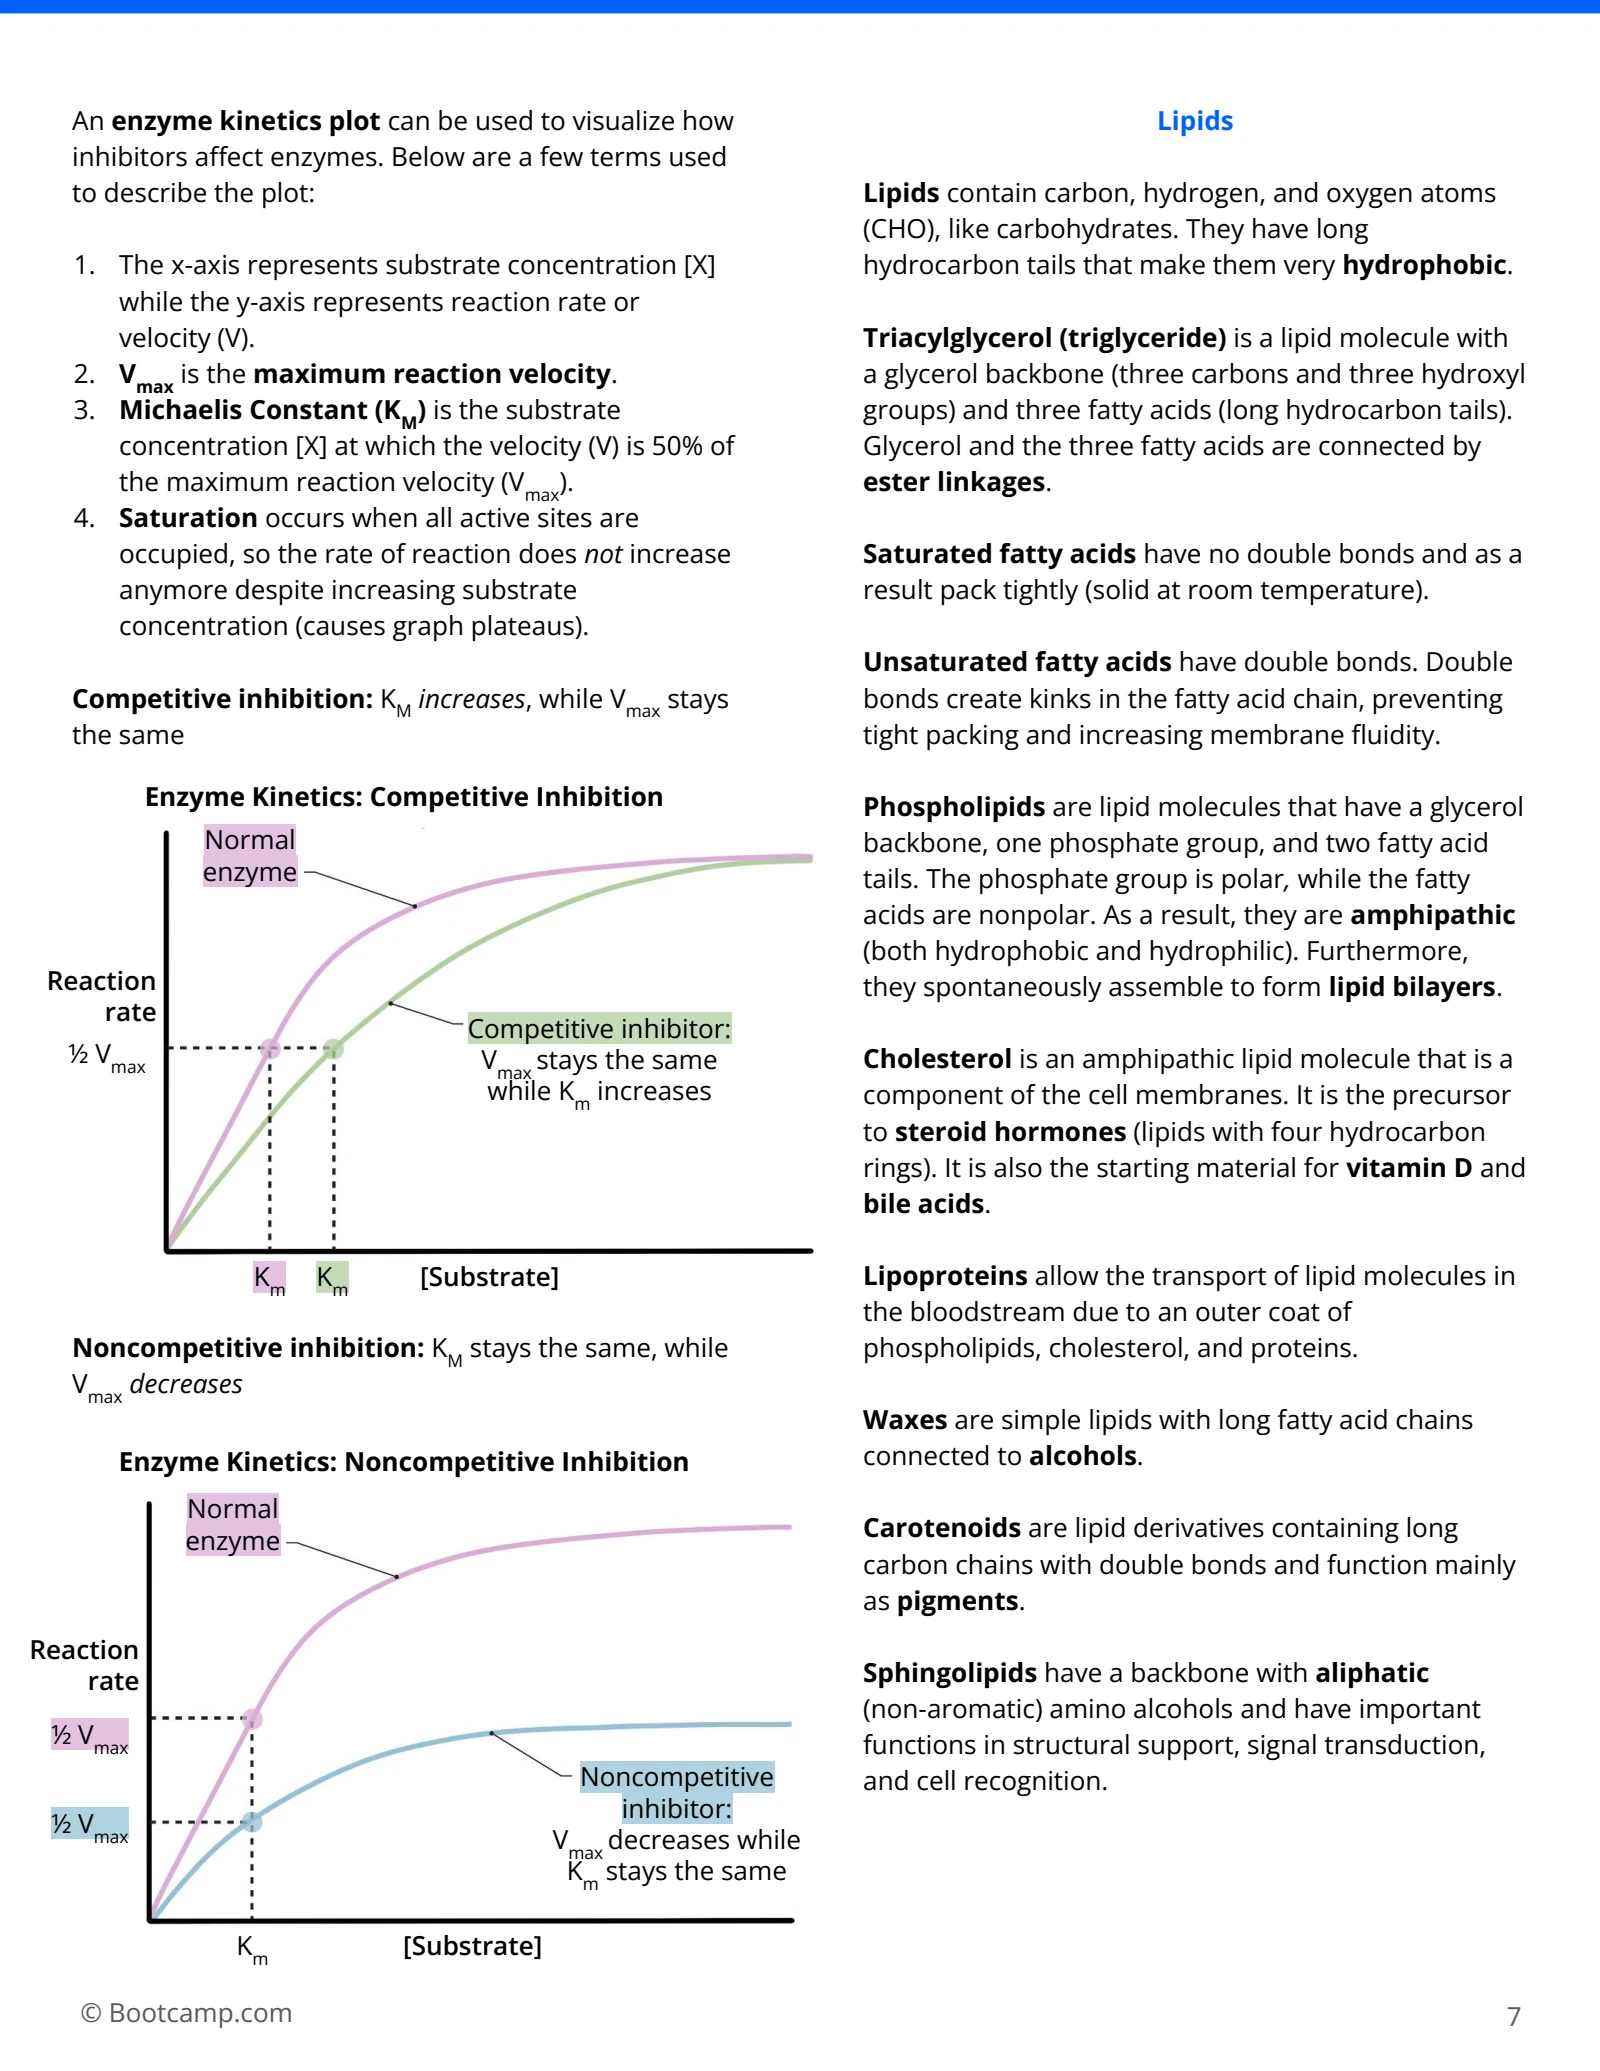 An enzyme kinetics plot can be used to visualize how
inhibitors affect enzymes. Below are a few terms used
to describe the plot:
1. The x-axis represents substrate concentration [X]
while the y-axis represents reaction rate or
velocity (V).
2. Vmax is the maximum reaction velocity.
3. Michaelis Constant (KM) is the substrate
concentration [X] at which the velocity (V) is 50% of
the maximum reaction velocity (Vmax).
4. Saturation occurs when all active sites are
occupied, so the rate of reaction does not increase
anymore despite increasing substrate
concentration (causes graph plateaus).
Competitive inhibition: KM increases, while Vmax stays
the same
Enzyme Kinetics: Competitive Inhibition
Normal
enzyme
Reaction
rate
½ Vmax
Competitive inhibitor:
Vmax stays the same
while Km increases
Km Km [Substrate]
Noncompetitive inhibition: KM stays the same, while
Vmax decreases
Enzyme Kinetics: Noncompetitive Inhibition
Normal
enzyme
Reaction
rate
½ Vmax
½ Vmax
Noncompetitive
inhibitor:
Vmax decreases while
Km stays the same
Km [Substrate]
Lipids
Lipids contain carbon, hydrogen, and oxygen atoms
(CHO), like carbohydrates. They have long
hydrocarbon tails that make them very hydrophobic.
Triacylglycerol (triglyceride) is a lipid molecule with
a glycerol backbone (three carbons and three hydroxyl
groups) and three fatty acids (long hydrocarbon tails).
Glycerol and the three fatty acids are connected by
ester linkages.
Saturated fatty acids have no double bonds and as a
result pack tightly (solid at room temperature).
Unsaturated fatty acids have double bonds. Double
bonds create kinks in the fatty acid chain, preventing
tight packing and increasing membrane fluidity.
Phospholipids are lipid molecules that have a glycerol
backbone, one phosphate group, and two fatty acid
tails. The phosphate group is polar, while the fatty
acids are nonpolar. As a result, they are amphipathic
(both hydrophobic and hydrophilic). Furthermore,
they spontaneously assemble to form lipid bilayers.
Cholesterol is an amphipathic lipid molecule that is a
component of the cell membranes. It is the precursor
to steroid hormones (lipids with four hydrocarbon
rings). It is also the starting material for vitamin D and
bile acids.
Lipoproteins allow the transport of lipid molecules in
the bloodstream due to an outer coat of
phospholipids, cholesterol, and proteins.
Waxes are simple lipids with long fatty acid chains
connected to alcohols.
Carotenoids are lipid derivatives containing long
carbon chains with double bonds and function mainly
as pigments.
Sphingolipids have a backbone with aliphatic
(non-aromatic) amino alcohols and have important
functions in structural support, signal transduction,
and cell recognition.
© Bootcamp.com
7